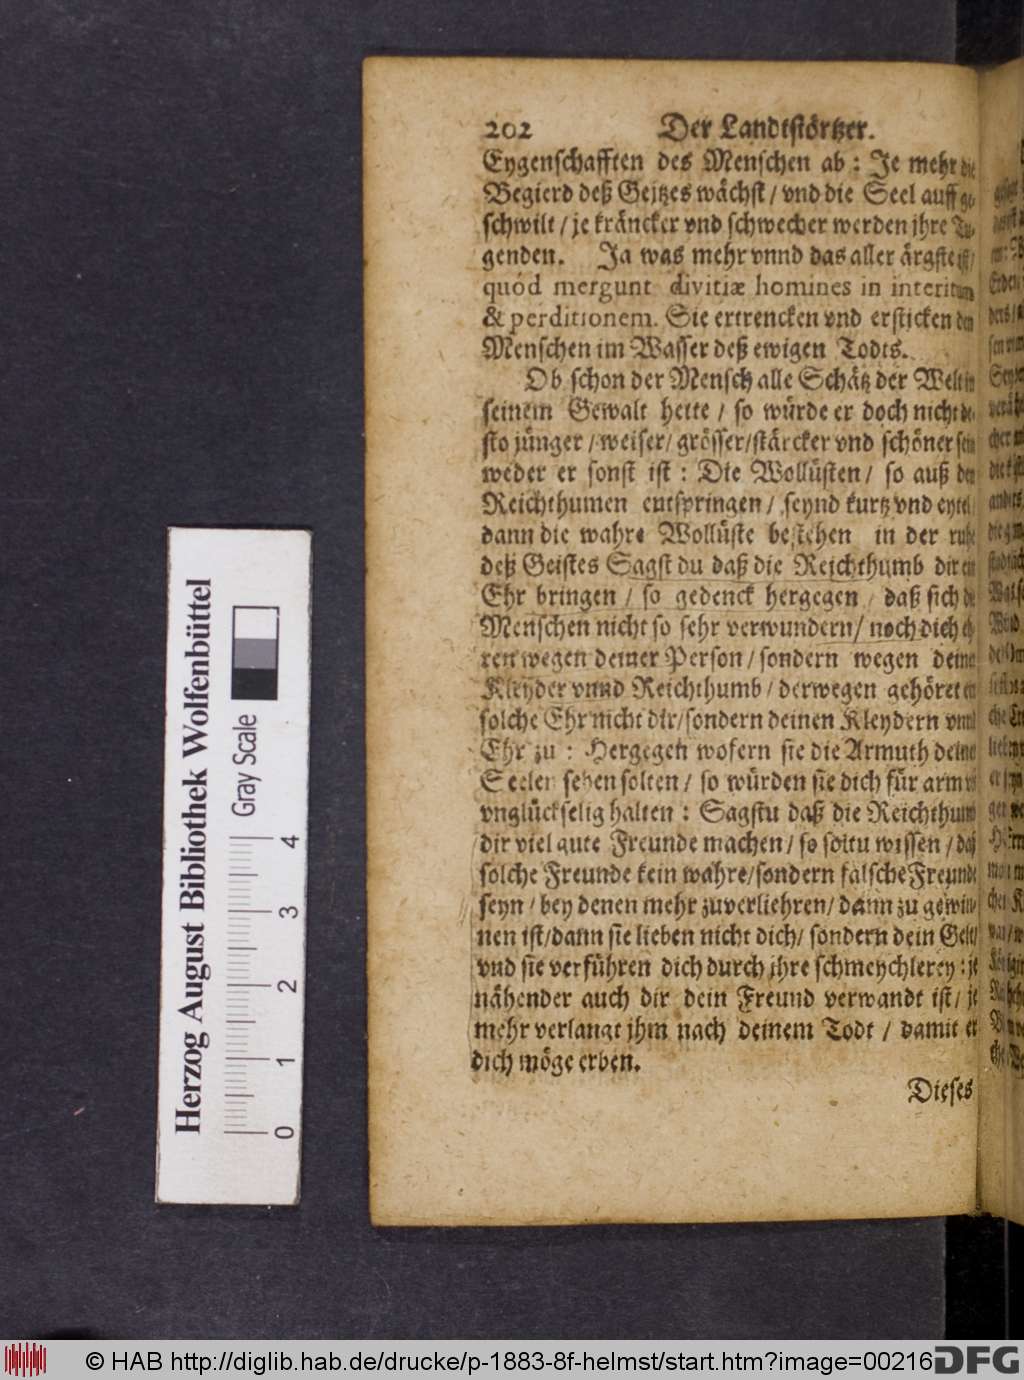 202 Der Landtstörtzer.
Eygenschafften des Menschen ab : Je mehr die
Begierd deß Geitzes wächst / vnd die Seel auff ge-
schwilt / je kräncker vnd schwecher werden jhre Tu-
genden. Ja was mehr vnnd das aller ärgste ist /
quód mergunt divitiæ homines in interitum
& perditionem. Sie ertrencken vnd ersticken den
Menschen im Wasser deß ewigen Todts.
Ob schon der Mensch alle Schätz der Welt in
seinem Gewalt hette / so würde er doch nicht de-
sto jünger / weiser / grösser / stärcker vnd schöner sein
weder er sonst ist : Die Wollüsten / so auß den
Reichthumen entspringen / seynd kurtz vnd eytel
dann die wahre Wollüste bestehen in der ruhe
deß Geistes Sagst du daß die Reichthumb dir ein
Ehr bringen / so gedenck hergegen / daß sich die
Menschen nicht so sehr verwundern / noch dich eh-
ren wegen deiner Person / sondern wegen deiner
Kleyder vnnd Reichthumb / derwegen gehöret ein
solche Ehr nicht dir / sondern deinen Kleydern vnnd
Ehr zu : Hergegen wofern sie die Armuth deiner
Seelen sehen solten / so würden sie dich für arm vnd
vnglückselig halten : Sagstu daß die Reichthumb
dir viel gute Freunde machen / so soltu wissen / daß
solche Freunde kein wahre / sondern falsche Freunde
seyn / bey denen mehr zuverliehren / dann zu gewin-
nen ist / dann sie lieben nicht dich / sondern dein Gelt /
vnd sie verführen dich durch jhre schmeychlerey : je
nähender auch dir dein Freund verwandt ist / je
mehr verlangt jhm nach deinem Todt / damit er
dich möge erben.
Dieses
Herzog August Bibliothek Wolfenbüttel
Gray Scale
0 1 2 3 4
© HAB http://diglib.hab.de/drucke/p-1883-8f-helmst/start.htm?image=00216
DFG